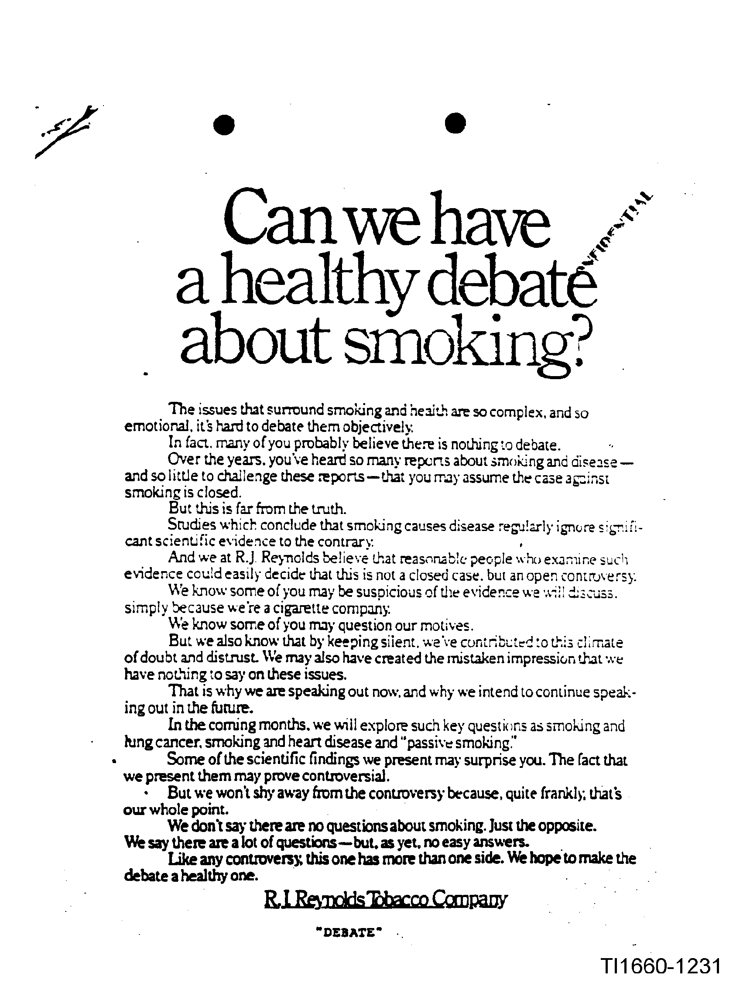 Can we have
a healthy debate
about smoking?
The issues that surround smoking and health are so complex, and so
emotional, it's hard to debate them objectively.
In fact, many of you probably believe there is nothing to debate.
Over the years, you've heard so many reports about smoking and disease —
and so little to challenge these reports — that you may assume the case against
smoking is closed.
But this is far from the truth.
Studies which conclude that smoking causes disease regularly ignore signifi-
cant scientific evidence to the contrary.
And we at R.J. Reynolds believe that reasonable people who examine such
evidence could easily decide that this is not a closed case, but an open controversy.
We know some of you may be suspicious of the evidence we will discuss,
simply because we're a cigarette company.
We know some of you may question our motives.
But we also know that by keeping silent, we've contributed to this climate
of doubt and distrust. We may also have created the mistaken impression that we
have nothing to say on these issues.
That is why we are speaking out now, and why we intend to continue speak-
ing out in the future.
In the coming months, we will explore such key questions as smoking and
lung cancer, smoking and heart disease and "passive smoking."
Some of the scientific findings we present may surprise you. The fact that
we present them may prove controversial.
But we won't shy away from the controversy because, quite frankly, that's
our whole point.
We don't say there are no questions about smoking. Just the opposite.
We say there are a lot of questions — but, as yet, no easy answers.
Like any controversy, this one has more than one side. We hope to make the
debate a healthy one.
R.J. Reynolds Tobacco Company
"DEBATE"
TI1660-1231